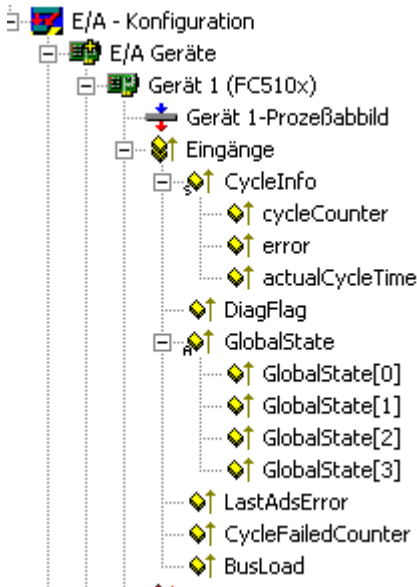 E/A - Konfiguration
E/A Geräte
Gerät 1 (FC510x)
Gerät 1-Prozeßabbild
Eingänge
CycleInfo
cycleCounter
error
actualCycleTime
DiagFlag
GlobalState
GlobalState[0]
GlobalState[1]
GlobalState[2]
GlobalState[3]
LastAdsError
CycleFailedCounter
BusLoad